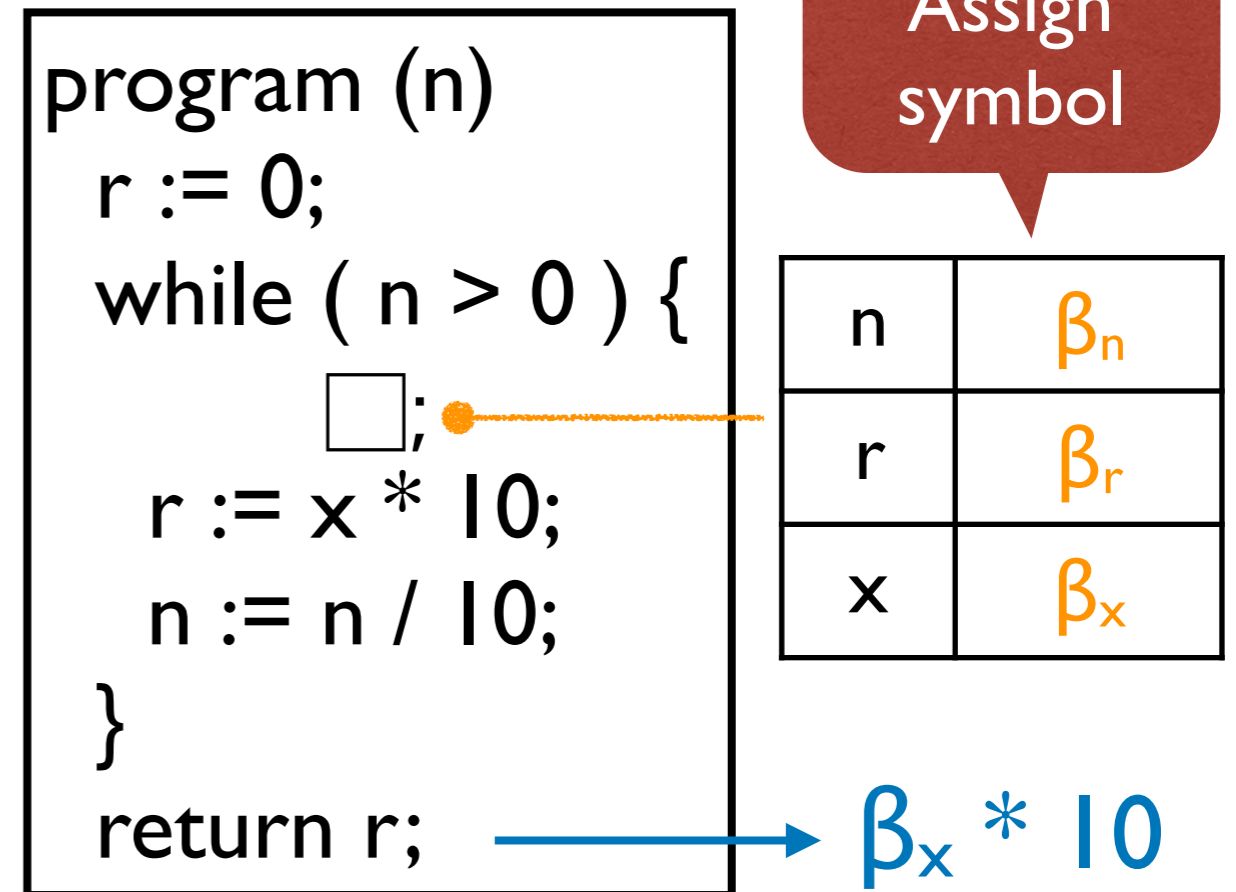 program (n)
r := 0;
while ( n > 0 ) {
□;
r := x * 10;
n := n / 10;
}
return r;
Assign
symbol
n βₙ
r βᵣ
x βₓ
βₓ * 10